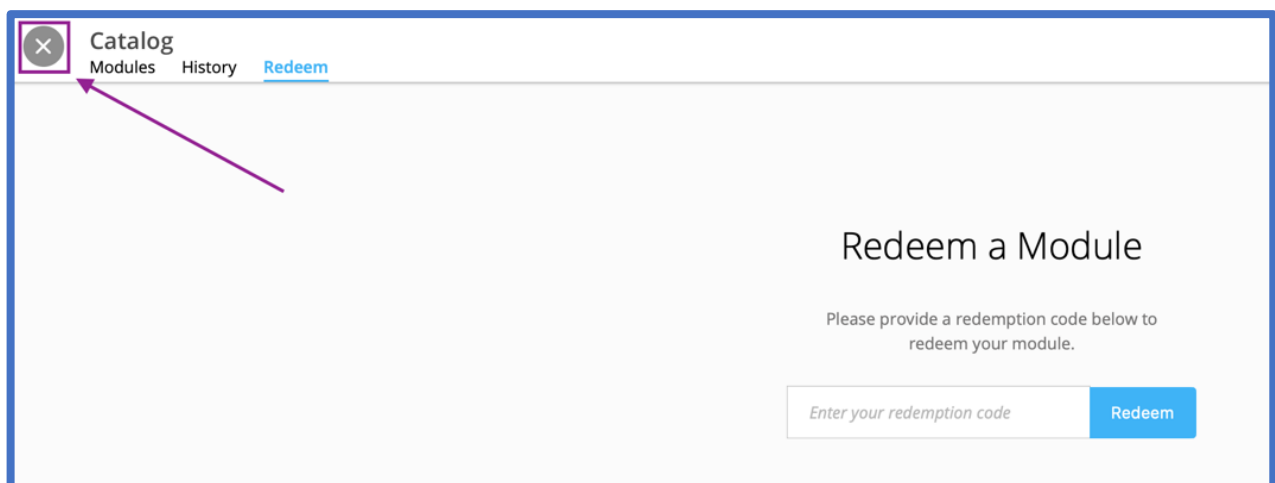 Catalog
Modules History Redeem
Redeem a Module
Please provide a redemption code below to
redeem your module.
Enter your redemption code Redeem